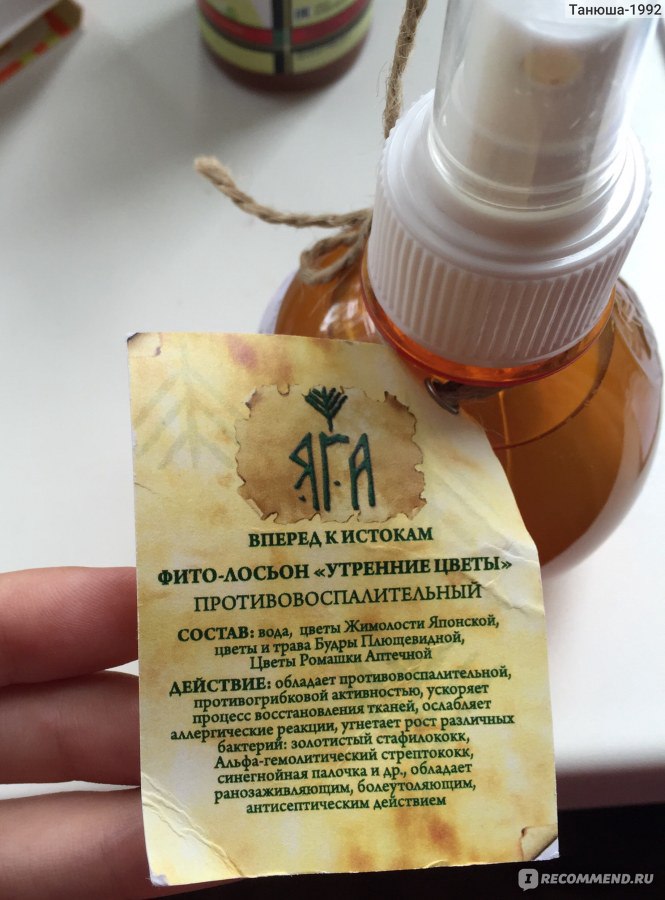 Танюша-1992
ЯГА
ВПЕРЕД К ИСТОКАМ
ФИТО-ЛОСЬОН «УТРЕННИЕ ЦВЕТЫ»
ПРОТИВОВОСПАЛИТЕЛЬНЫЙ
СОСТАВ: вода, цветы Жимолости Японской,
цветы и трава Будры Плющевидной,
Цветы Ромашки Аптечной
ДЕЙСТВИЕ: обладает противовоспалительной,
противогрибковой активностью, ускоряет
процесс восстановления тканей, ослабляет
аллергические реакции, угнетает рост различных
бактерий: золотистый стафилококк,
Альфа-гемолитический стрептококк,
синегнойная палочка и др., обладает
ранозаживляющим, болеутоляющим,
антисептическим действием
IRECOMMEND.RU